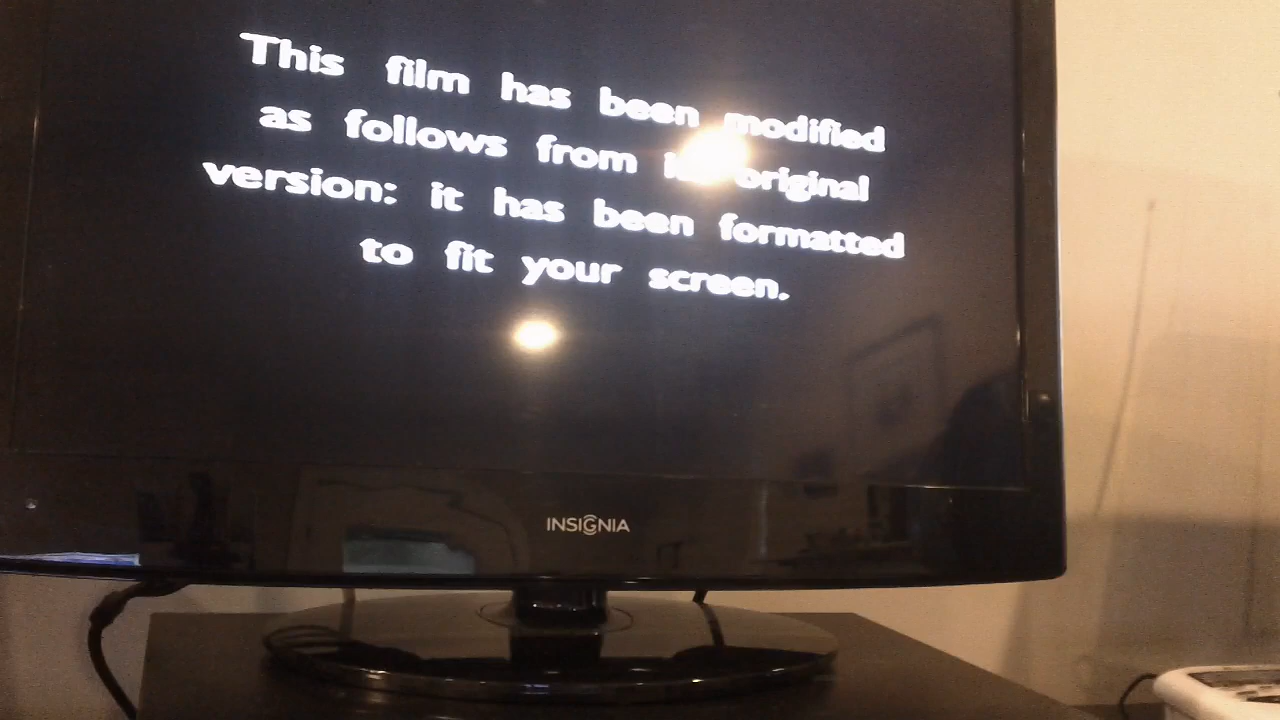 This film has been modified
as follows from its original
version: it has been formatted
to fit your screen.
INSIGNIA